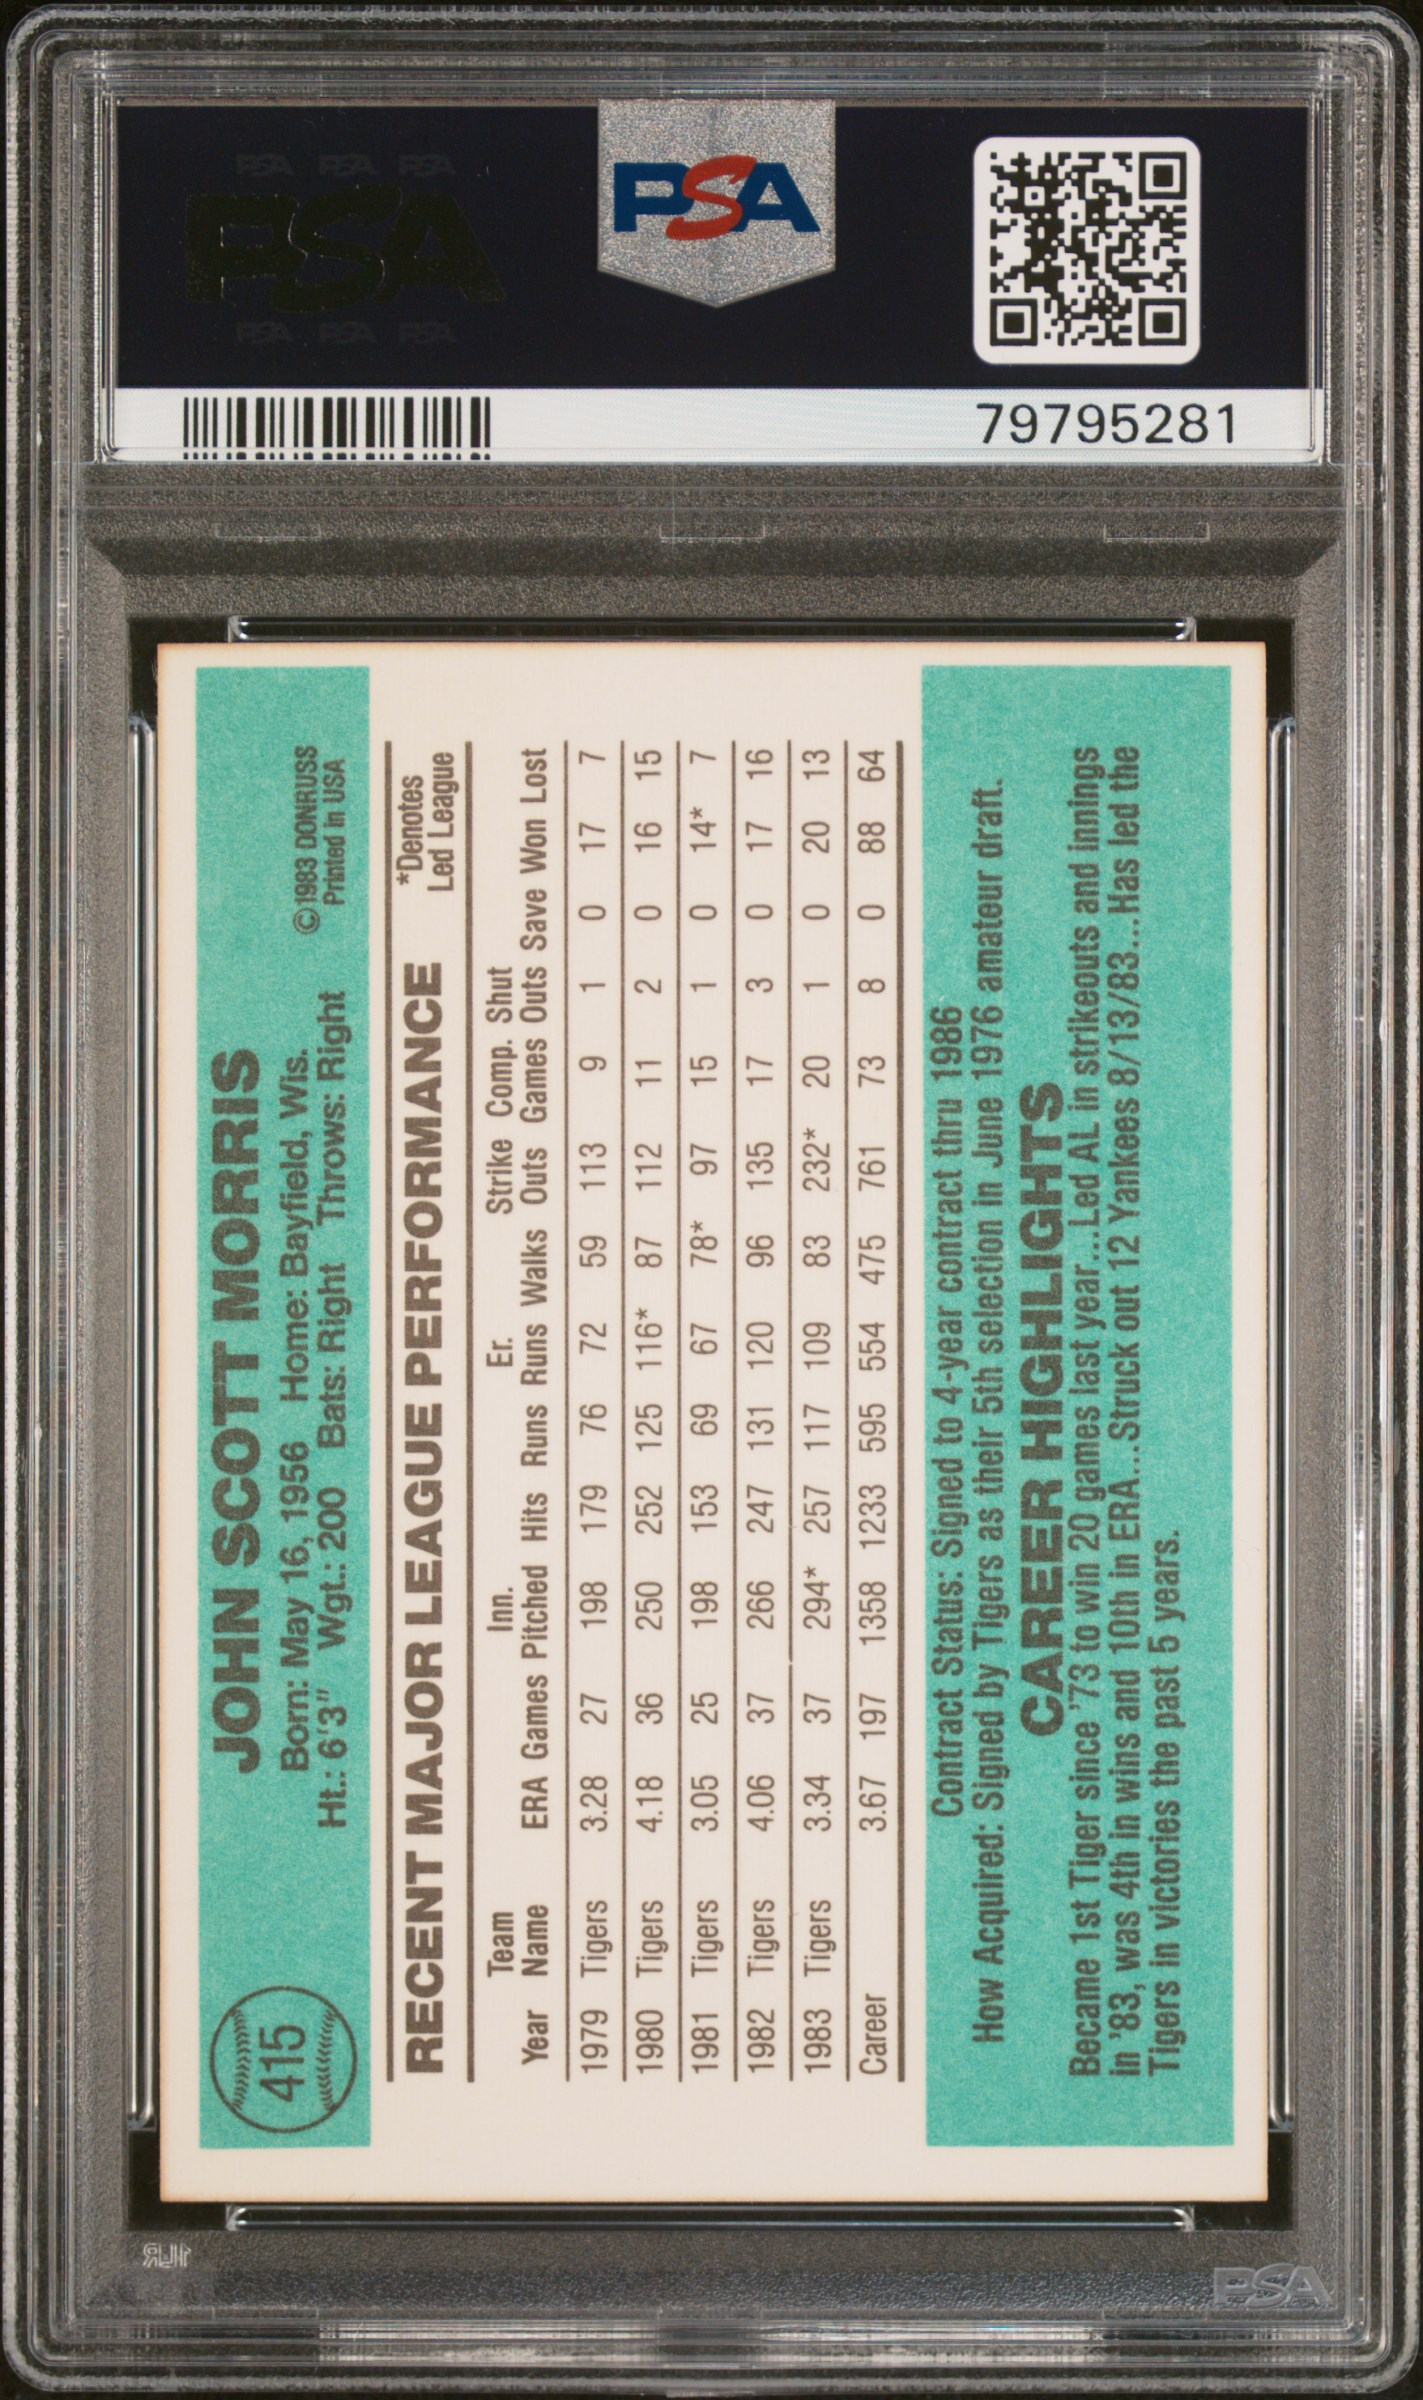 PSA PSA PSA
PSA
PSA PSA PSA
PSA
79795281
415
JOHN SCOTT MORRIS
Born: May 16, 1956 Home: Bayfield, Wis.
Ht.: 6'3" Wgt.: 200 Bats: Right Throws: Right
©1983 DONRUSS
Printed in USA
RECENT MAJOR LEAGUE PERFORMANCE
*Denotes
Led League
Team Inn. Er. Strike Comp. Shut
Year Name ERA Games Pitched Hits Runs Runs Walks Outs Games Outs Save Won Lost
1979 Tigers 3.28 27 198 179 76 72 59 113 9 1 0 17 7
1980 Tigers 4.18 36 250 252 125 116* 87 112 11 2 0 16 15
1981 Tigers 3.05 25 198 153 69 67 78* 97 15 1 0 14* 7
1982 Tigers 4.06 37 266 247 131 120 96 135 17 3 0 17 16
1983 Tigers 3.34 37 294* 257 117 109 83 232* 20 1 0 20 13
Career 3.67 197 1358 1233 595 554 475 761 73 8 0 88 64
Contract Status: Signed to 4-year contract thru 1986
How Acquired: Signed by Tigers as their 5th selection in June 1976 amateur draft.
CAREER HIGHLIGHTS
Became 1st Tiger since '73 to win 20 games last year...Led AL in strikeouts and innings
in '83, was 4th in wins and 10th in ERA...Struck out 12 Yankees 8/13/83...Has led the
Tigers in victories the past 5 years.
PSA